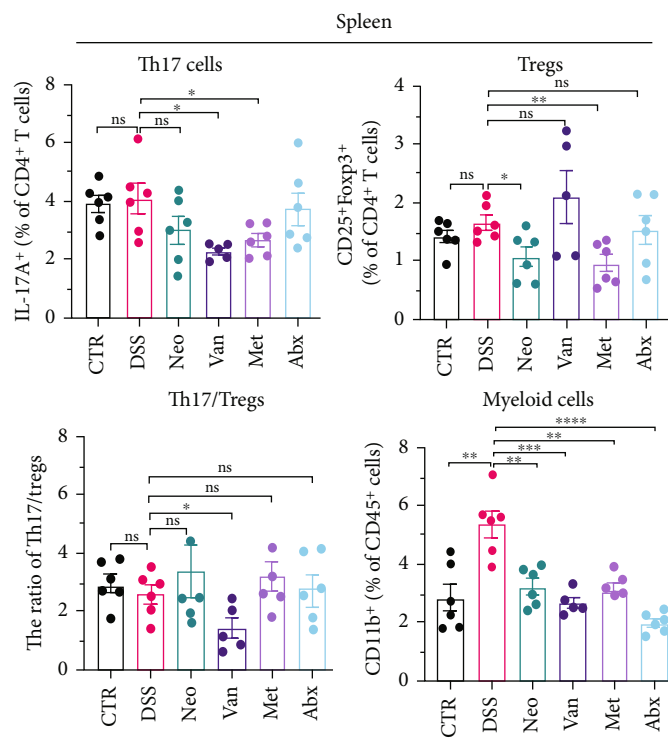 Spleen
Th17 cells
IL-17A+ (% of CD4+ T cells)
8
6
4
2
0
ns
ns
*
*
CTR
DSS
Neo
Van
Met
Abx
Tregs
CD25+Foxp3+
(% of CD4+ T cells)
4
3
2
1
0
ns
**
ns
ns
*
CTR
DSS
Neo
Van
Met
Abx
Th17/Tregs
The ratio of Th17/tregs
8
6
4
2
0
ns
ns
*
ns
ns
CTR
DSS
Neo
Van
Met
Abx
Myeloid cells
CD11b+ (% of CD45+ cells)
8
6
4
2
0
****
**
***
**
**
CTR
DSS
Neo
Van
Met
Abx